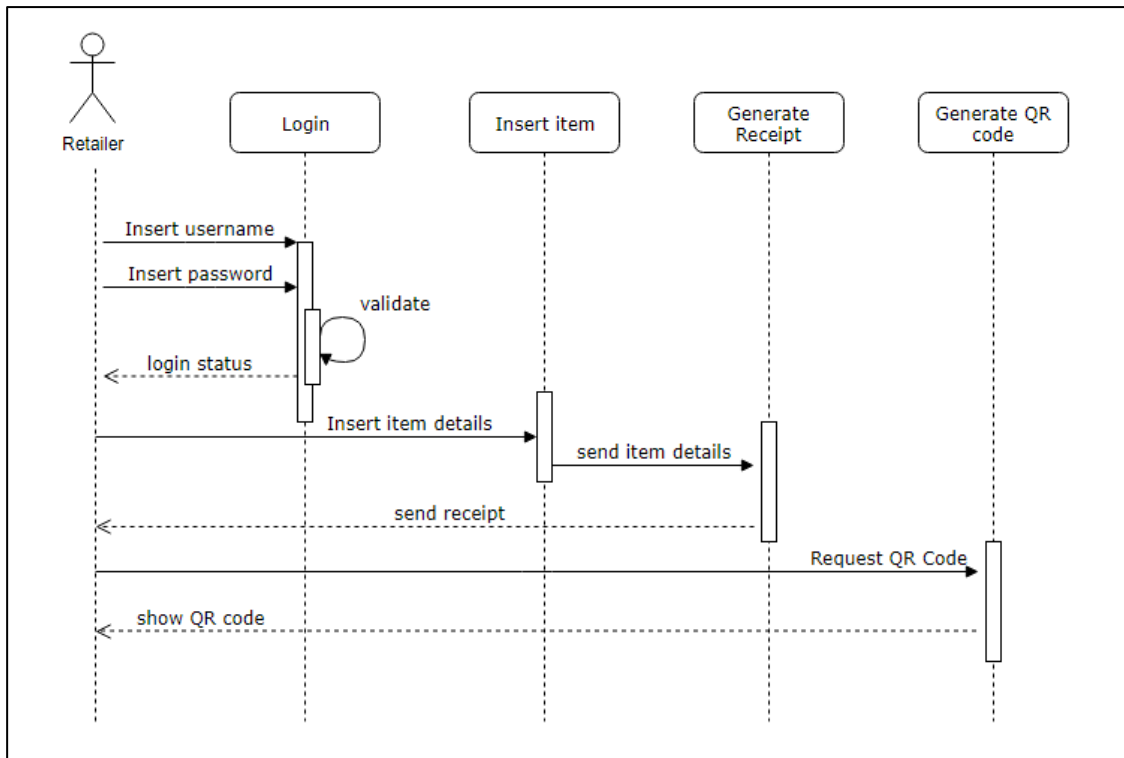 Retailer
Login
Insert item
Generate
Receipt
Generate QR
code
Insert username
Insert password
validate
login status
Insert item details
send item details
send receipt
Request QR Code
show QR code